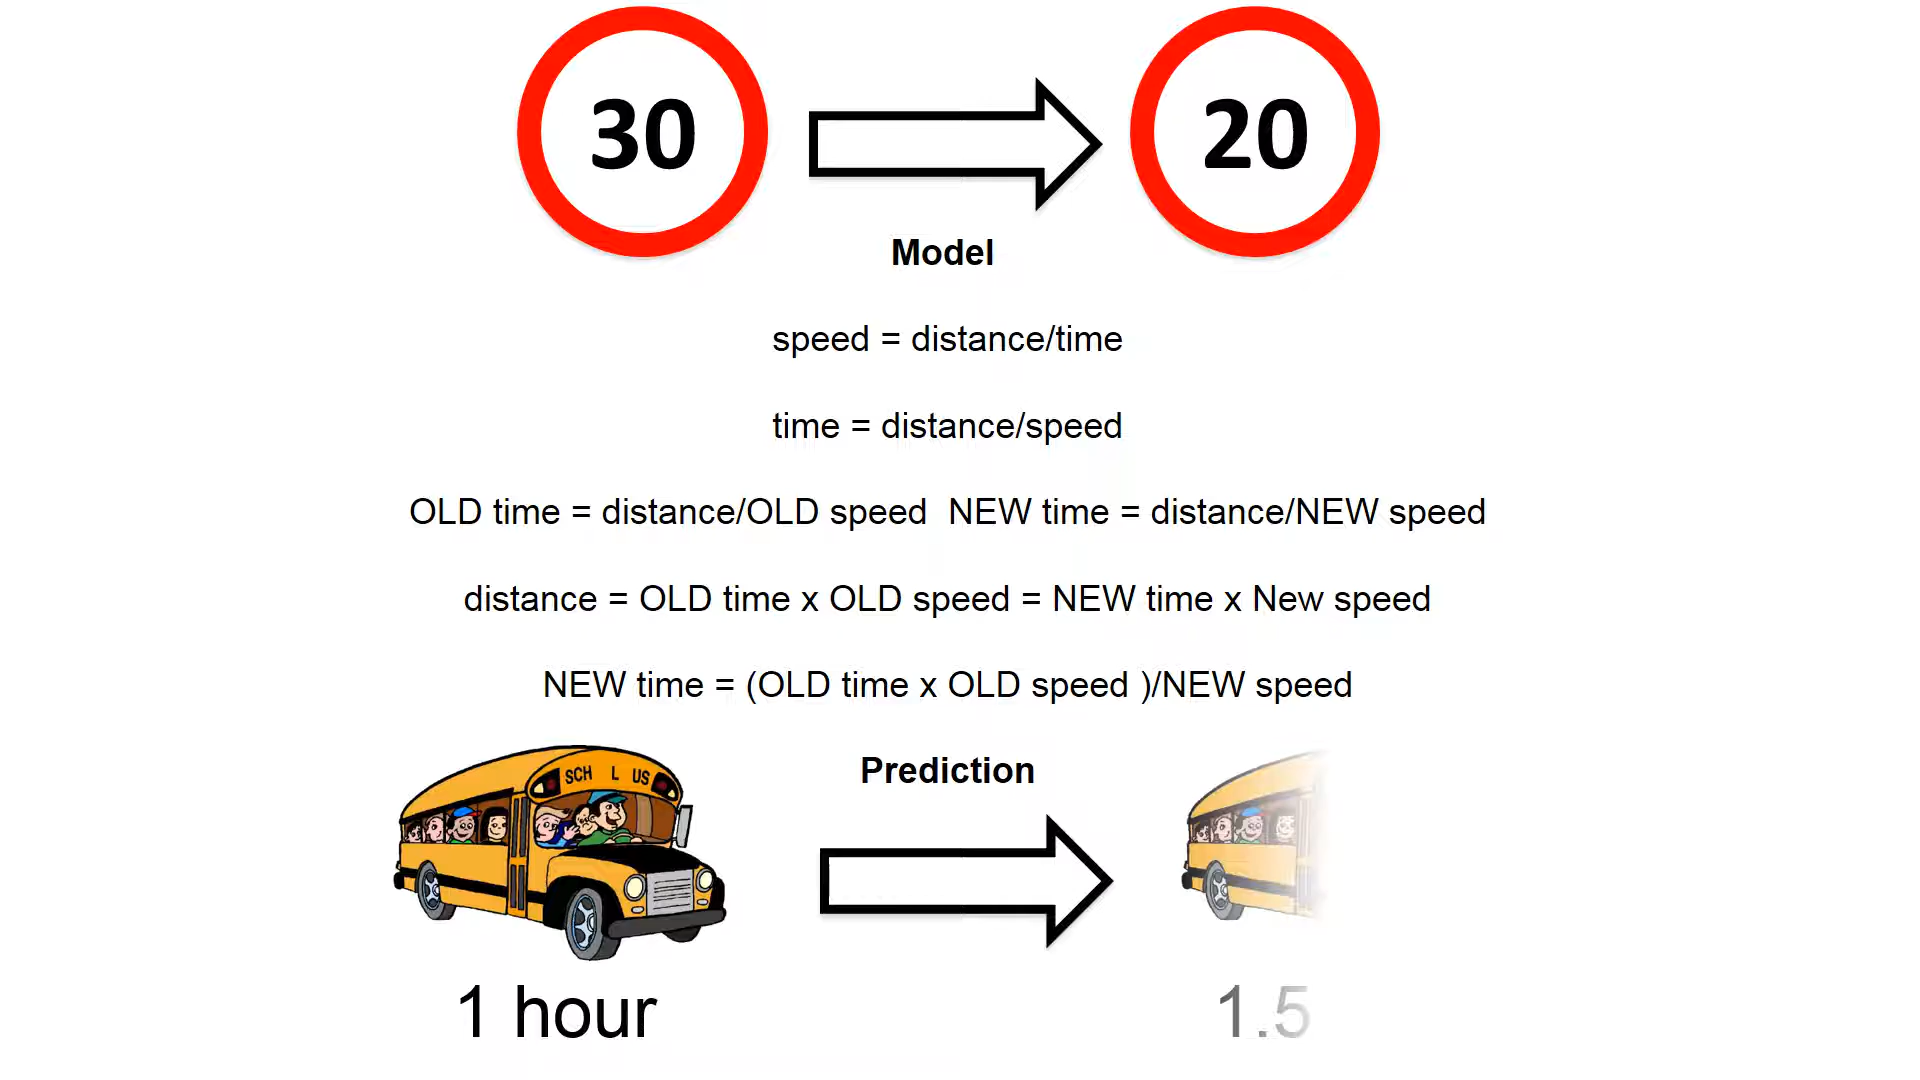 30 20
Model
speed = distance/time
time = distance/speed
OLD time = distance/OLD speed NEW time = distance/NEW speed
distance = OLD time x OLD speed = NEW time x New speed
NEW time = (OLD time x OLD speed )/NEW speed
Prediction
SCH L US
1 hour 1.5